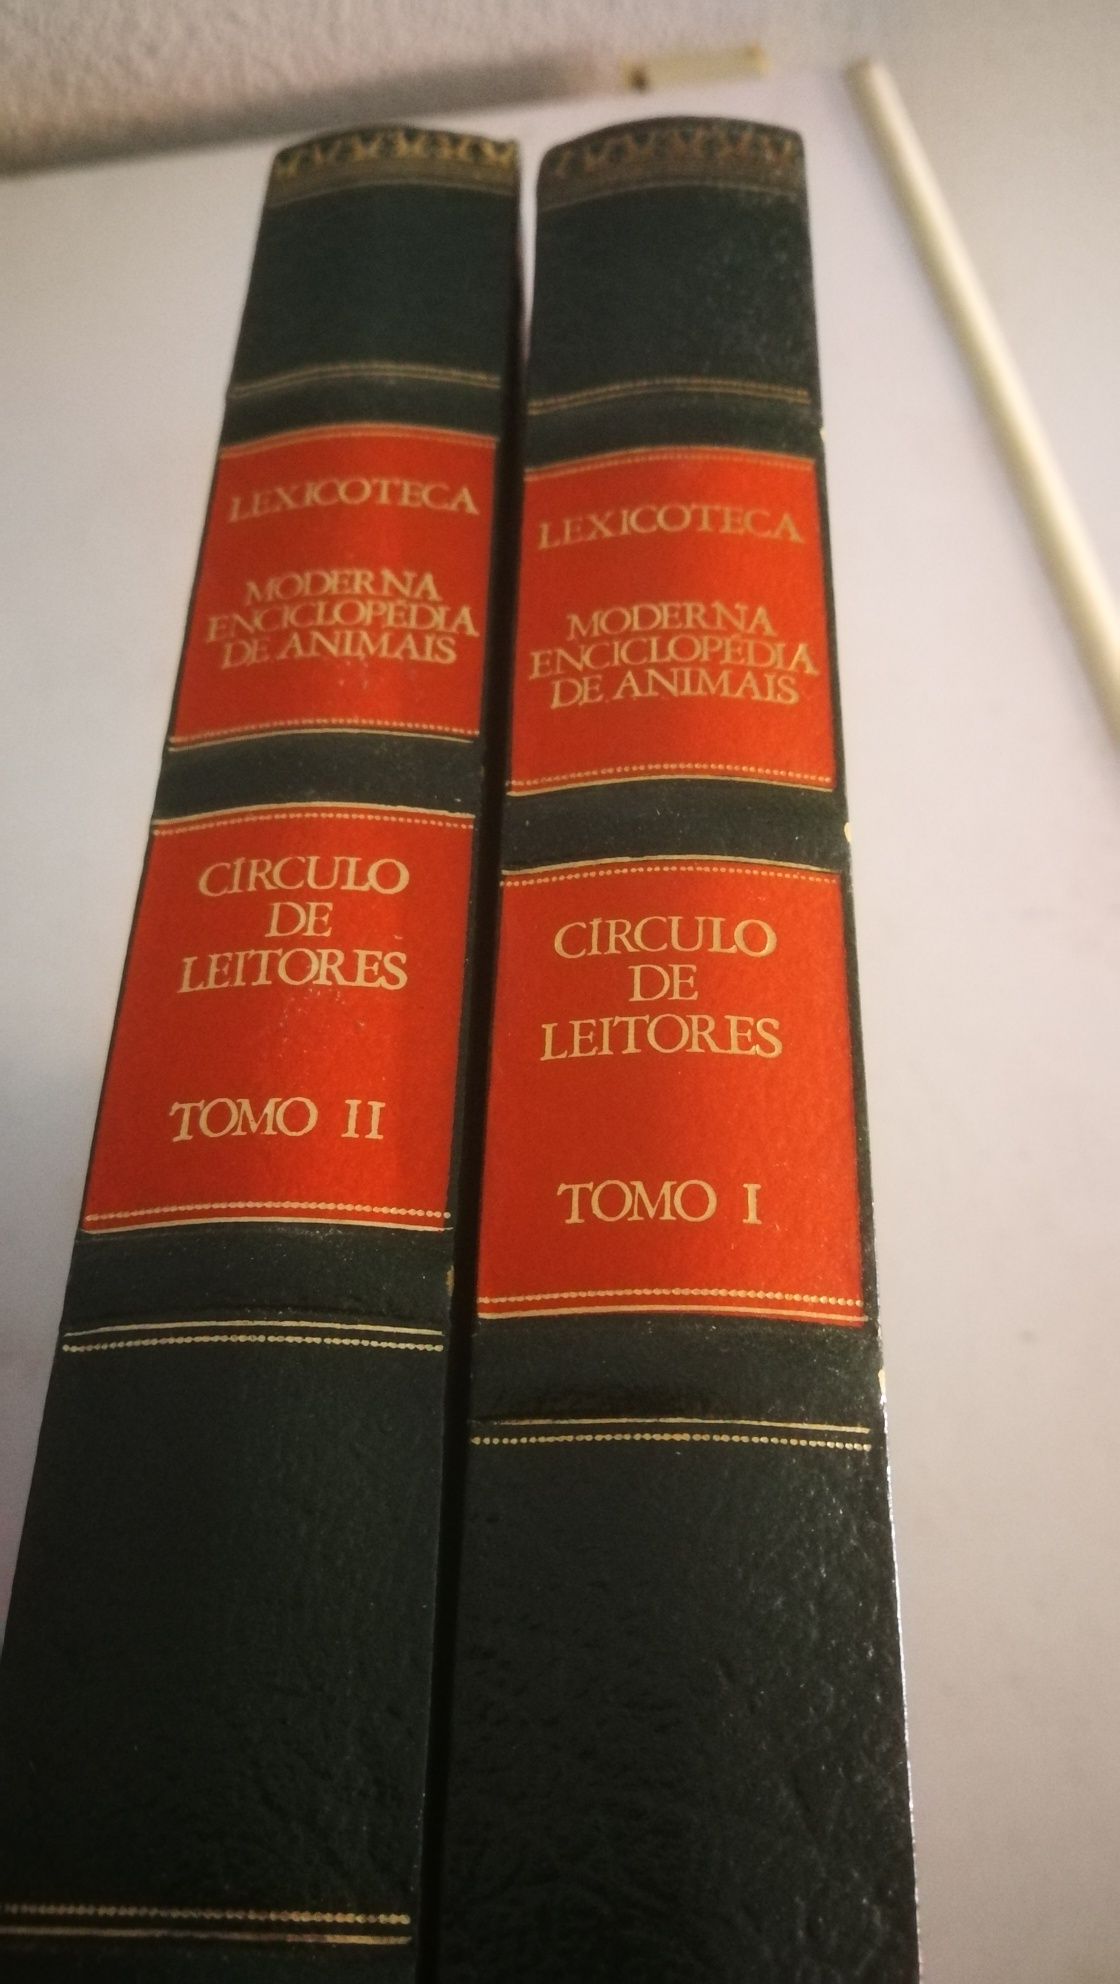 LEXICOTECA
MODERNA
ENCICLOPÉDIA
DE ANIMAIS
CÍRCULO
DE
LEITORES
TOMO II
LEXICOTECA
MODERNA
ENCICLOPÉDIA
DE ANIMAIS
CÍRCULO
DE
LEITORES
TOMO I